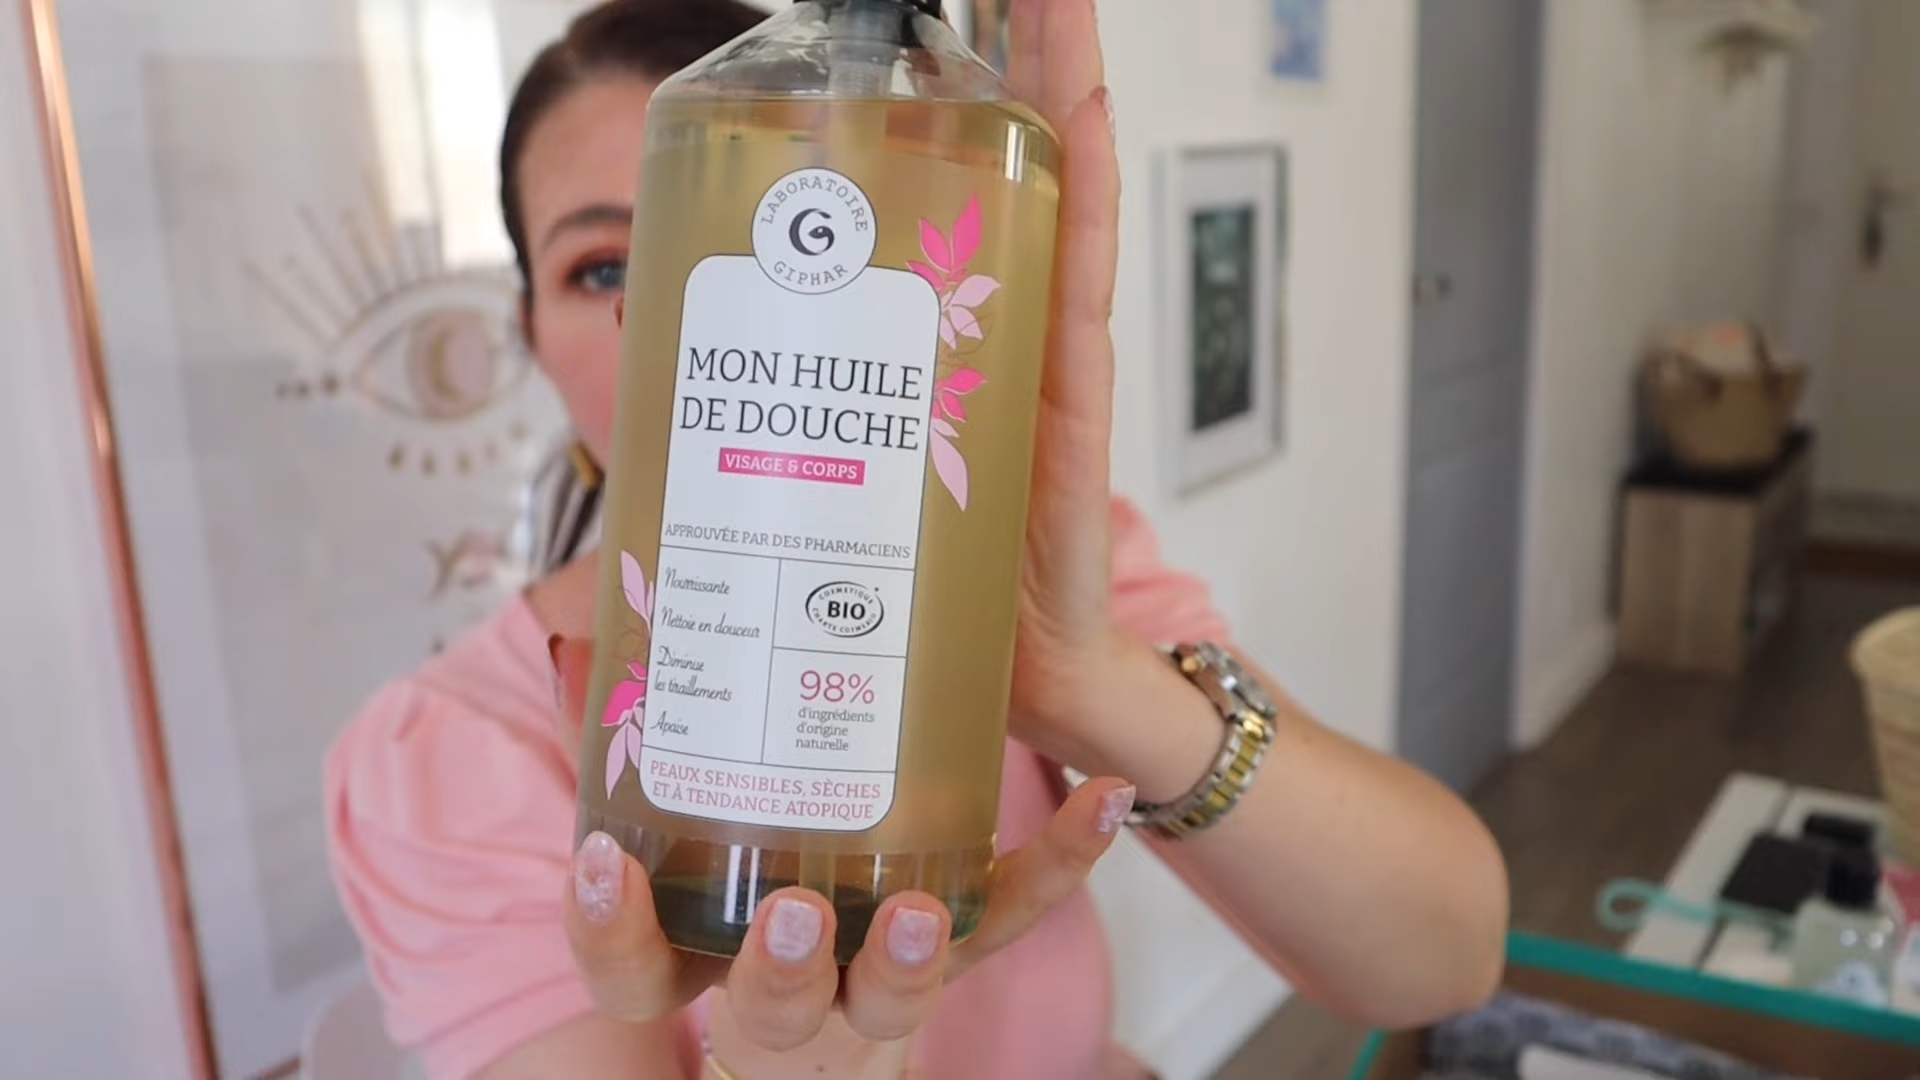 LABORATOIRE
GIPHAR
MON HUILE
DE DOUCHE
VISAGE & CORPS
APPROUVÉE PAR DES PHARMACIENS
Nourrissante
Nettoie en douceur
Diminue
les tiraillements
Apaise
COSMETIQUE
BIO
CHARTE COSMEBIO
98%
d'ingrédients
d'origine
naturelle
PEAUX SENSIBLES, SÈCHES
ET À TENDANCE ATOPIQUE